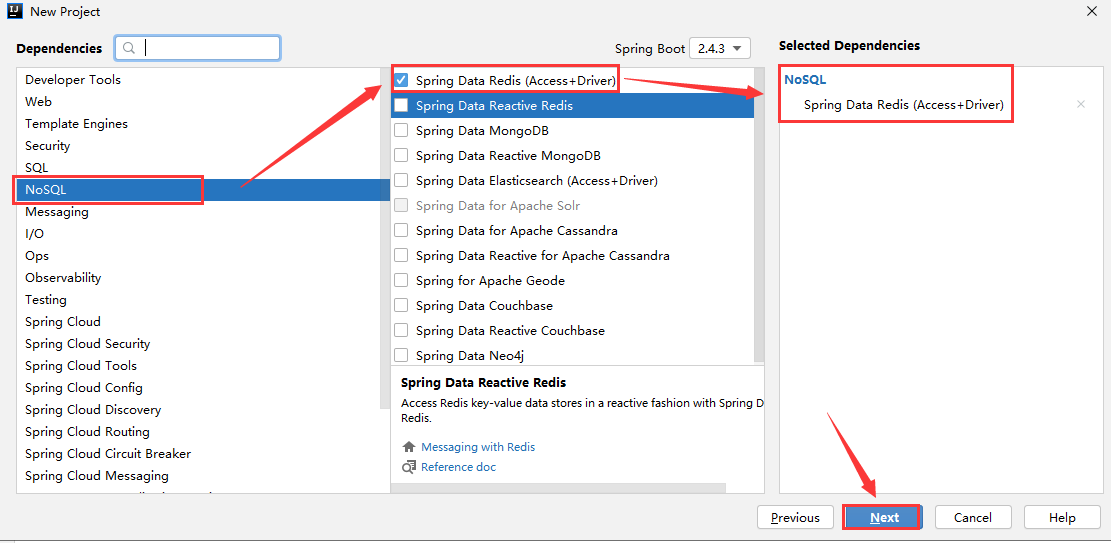 IJ New Project
Dependencies
Spring Boot 2.4.3
Selected Dependencies
Developer Tools
Web
Template Engines
Security
SQL
NoSQL
Messaging
I/O
Ops
Observability
Testing
Spring Cloud
Spring Cloud Security
Spring Cloud Tools
Spring Cloud Config
Spring Cloud Discovery
Spring Cloud Routing
Spring Cloud Circuit Breaker
Spring Cloud Messaging
Spring Data Redis (Access+Driver)
Spring Data Reactive Redis
Spring Data MongoDB
Spring Data Reactive MongoDB
Spring Data Elasticsearch (Access+Driver)
Spring Data for Apache Solr
Spring Data for Apache Cassandra
Spring Data Reactive for Apache Cassandra
Spring for Apache Geode
Spring Data Couchbase
Spring Data Reactive Couchbase
Spring Data Neo4j
Spring Data Reactive Redis
Access Redis key-value data stores in a reactive fashion with Spring D
Redis.
Messaging with Redis
Reference doc
NoSQL
Spring Data Redis (Access+Driver)
Previous
Next
Cancel
Help